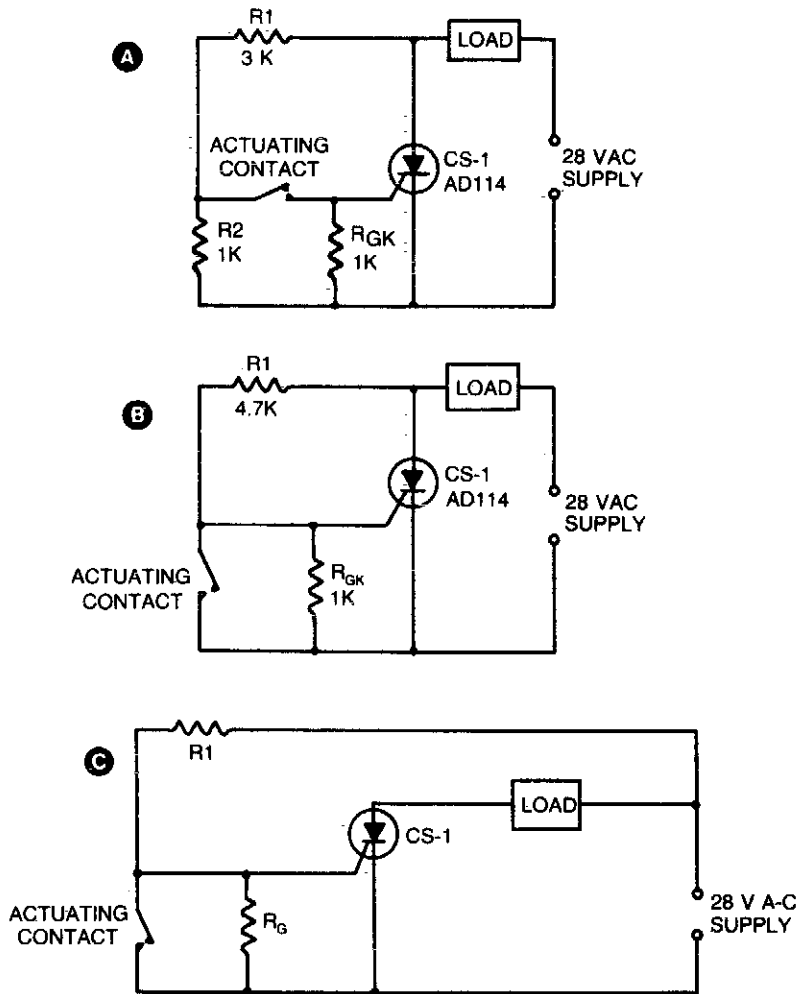 A
R1
3 K
LOAD
ACTUATING
CONTACT
CS-1
AD114
28 VAC
SUPPLY
R2
1K
RGK
1K
B
R1
4.7K
LOAD
CS-1
AD114
28 VAC
SUPPLY
ACTUATING
CONTACT
RGK
1K
C
R1
LOAD
CS-1
ACTUATING
CONTACT
RG
28 V A-C
SUPPLY